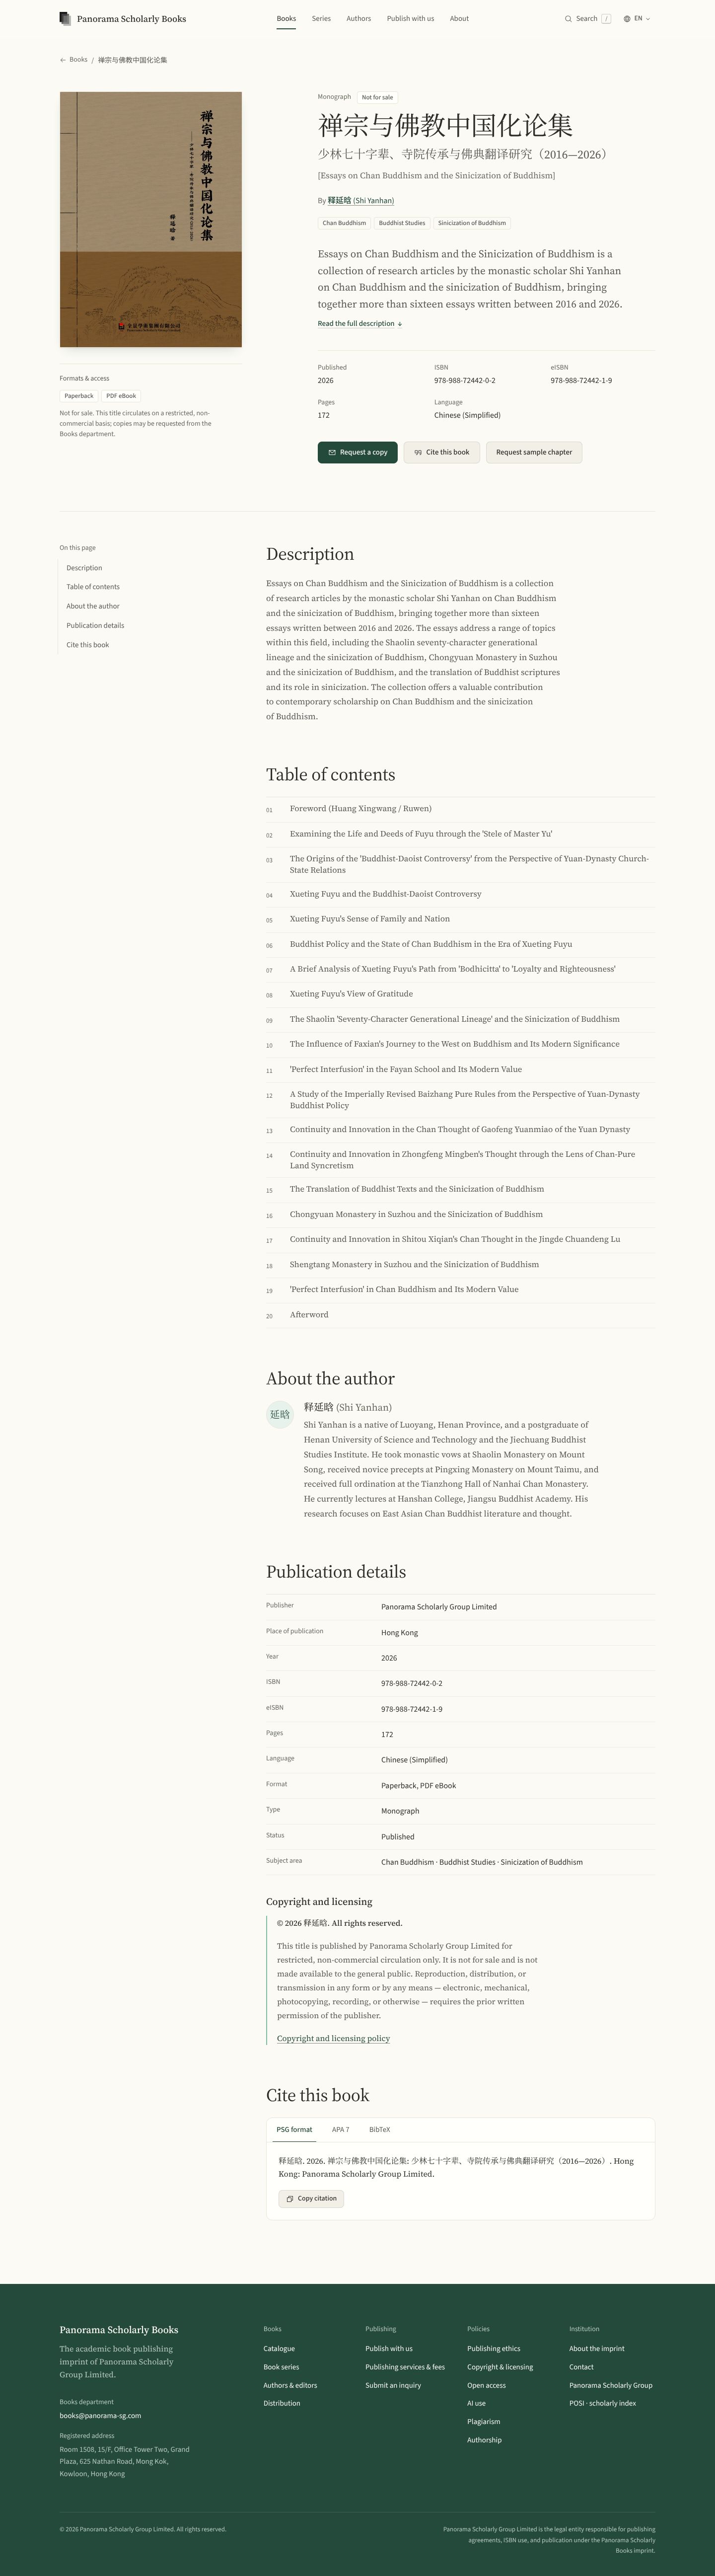 Panorama Scholarly Books
Books
Series
Authors
Publish with us
About
Search
/
EN
Books / 禅宗与佛教中国化论集
禅宗与佛教中国化论集
释延晗 著
Monograph
Not for sale
禅宗与佛教中国化论集
少林七十字辈、寺院传承与佛典翻译研究（2016—2026）
[Essays on Chan Buddhism and the Sinicization of Buddhism]
By 释延晗 (Shi Yanhan)
Chan Buddhism
Buddhist Studies
Sinicization of Buddhism
Essays on Chan Buddhism and the Sinicization of Buddhism is a
collection of research articles by the monastic scholar Shi Yanhan
on Chan Buddhism and the sinicization of Buddhism, bringing
together more than sixteen essays written between 2016 and 2026.
Read the full description ↓
Formats & access
Paperback
PDF eBook
Not for sale. This title circulates on a restricted, non-
commercial basis; copies may be requested from the
Books department.
Published
2026
ISBN
978-988-72442-0-2
eISBN
978-988-72442-1-9
Pages
172
Language
Chinese (Simplified)
Request a copy
Cite this book
Request sample chapter
On this page
Description
Table of contents
About the author
Publication details
Cite this book
Description
Essays on Chan Buddhism and the Sinicization of Buddhism is a collection
of research articles by the monastic scholar Shi Yanhan on Chan Buddhism
and the sinicization of Buddhism, bringing together more than sixteen
essays written between 2016 and 2026. The essays address a range of topics
within this field, including the Shaolin seventy-character generational
lineage and the sinicization of Buddhism, Chongyuan Monastery in Suzhou
and the sinicization of Buddhism, and the translation of Buddhist scriptures
and its role in sinicization. The collection offers a valuable contribution
to contemporary scholarship on Chan Buddhism and the sinicization
of Buddhism.
Table of contents
01 Foreword (Huang Xingwang / Ruwen)
02 Examining the Life and Deeds of Fuyu through the 'Stele of Master Yu'
03 The Origins of the 'Buddhist-Daoist Controversy' from the Perspective of Yuan-Dynasty Church-
State Relations
04 Xueting Fuyu and the Buddhist-Daoist Controversy
05 Xueting Fuyu's Sense of Family and Nation
06 Buddhist Policy and the State of Chan Buddhism in the Era of Xueting Fuyu
07 A Brief Analysis of Xueting Fuyu's Path from 'Bodhicitta' to 'Loyalty and Righteousness'
08 Xueting Fuyu's View of Gratitude
09 The Shaolin 'Seventy-Character Generational Lineage' and the Sinicization of Buddhism
10 The Influence of Faxian's Journey to the West on Buddhism and Its Modern Significance
11 'Perfect Interfusion' in the Fayan School and Its Modern Value
12 A Study of the Imperially Revised Baizhang Pure Rules from the Perspective of Yuan-Dynasty
Buddhist Policy
13 Continuity and Innovation in the Chan Thought of Gaofeng Yuanmiao of the Yuan Dynasty
14 Continuity and Innovation in Zhongfeng Mingben's Thought through the Lens of Chan-Pure
Land Syncretism
15 The Translation of Buddhist Texts and the Sinicization of Buddhism
16 Chongyuan Monastery in Suzhou and the Sinicization of Buddhism
17 Continuity and Innovation in Shitou Xiqian's Chan Thought in the Jingde Chuandeng Lu
18 Shengtang Monastery in Suzhou and the Sinicization of Buddhism
19 'Perfect Interfusion' in Chan Buddhism and Its Modern Value
20 Afterword
About the author
延晗
释延晗 (Shi Yanhan)
Shi Yanhan is a native of Luoyang, Henan Province, and a postgraduate of
Henan University of Science and Technology and the Jiechuang Buddhist
Studies Institute. He took monastic vows at Shaolin Monastery on Mount
Song, received novice precepts at Pingxing Monastery on Mount Taimu, and
received full ordination at the Tianzhong Hall of Nanhai Chan Monastery.
He currently lectures at Hanshan College, Jiangsu Buddhist Academy. His
research focuses on East Asian Chan Buddhist literature and thought.
Publication details
Publisher Panorama Scholarly Group Limited
Place of publication Hong Kong
Year 2026
ISBN 978-988-72442-0-2
eISBN 978-988-72442-1-9
Pages 172
Language Chinese (Simplified)
Format Paperback, PDF eBook
Type Monograph
Status Published
Subject area Chan Buddhism · Buddhist Studies · Sinicization of Buddhism
Copyright and licensing
© 2026 释延晗. All rights reserved.
This title is published by Panorama Scholarly Group Limited for
restricted, non-commercial circulation only. It is not for sale and is not
made available to the general public. Reproduction, distribution, or
transmission in any form or by any means — electronic, mechanical,
photocopying, recording, or otherwise — requires the prior written
permission of the publisher.
Copyright and licensing policy
Cite this book
PSG format
APA 7
BibTeX
释延晗. 2026. 禅宗与佛教中国化论集: 少林七十字辈、寺院传承与佛典翻译研究（2016—2026）. Hong
Kong: Panorama Scholarly Group Limited.
Copy citation
Panorama Scholarly Books
The academic book publishing
imprint of Panorama Scholarly
Group Limited.
Books department
books@panorama-sg.com
Registered address
Room 1508, 15/F, Office Tower Two, Grand
Plaza, 625 Nathan Road, Mong Kok,
Kowloon, Hong Kong
Books
Catalogue
Book series
Authors & editors
Distribution
Publishing
Publish with us
Publishing services & fees
Submit an inquiry
Policies
Publishing ethics
Copyright & licensing
Open access
AI use
Plagiarism
Authorship
Institution
About the imprint
Contact
Panorama Scholarly Group
POSI · scholarly index
© 2026 Panorama Scholarly Group Limited. All rights reserved.
Panorama Scholarly Group Limited is the legal entity responsible for publishing
agreements, ISBN use, and publication under the Panorama Scholarly
Books imprint.